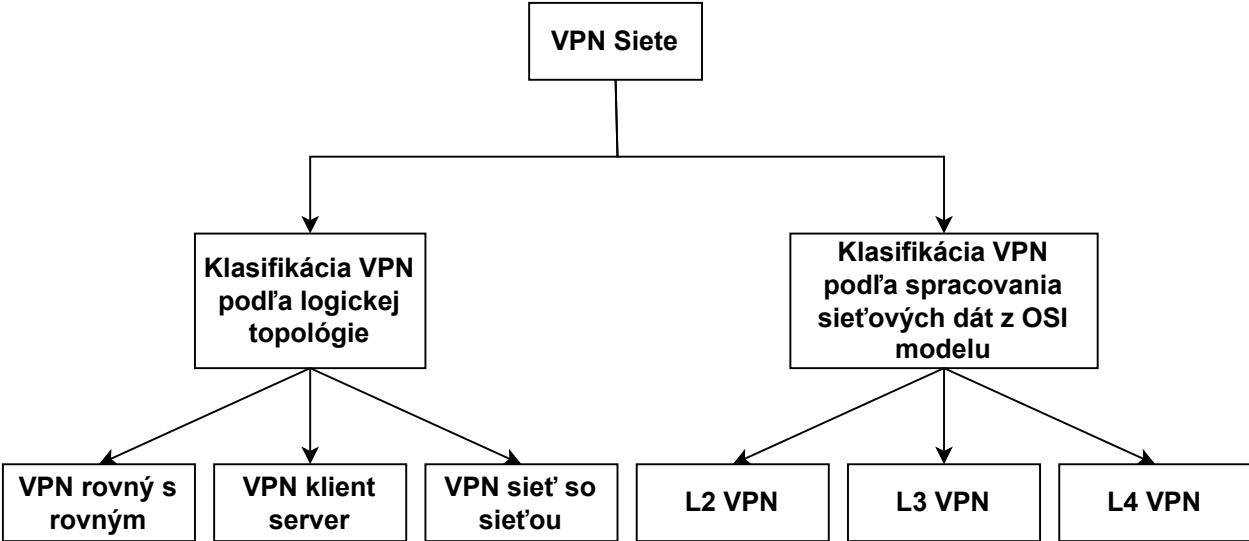 VPN Siete
Klasifikácia VPN
podľa logickej
topológie
Klasifikácia VPN
podľa spracovania
sieťových dát z OSI
modelu
VPN rovný s
rovným
VPN klient
server
VPN sieť so
sieťou
L2 VPN
L3 VPN
L4 VPN